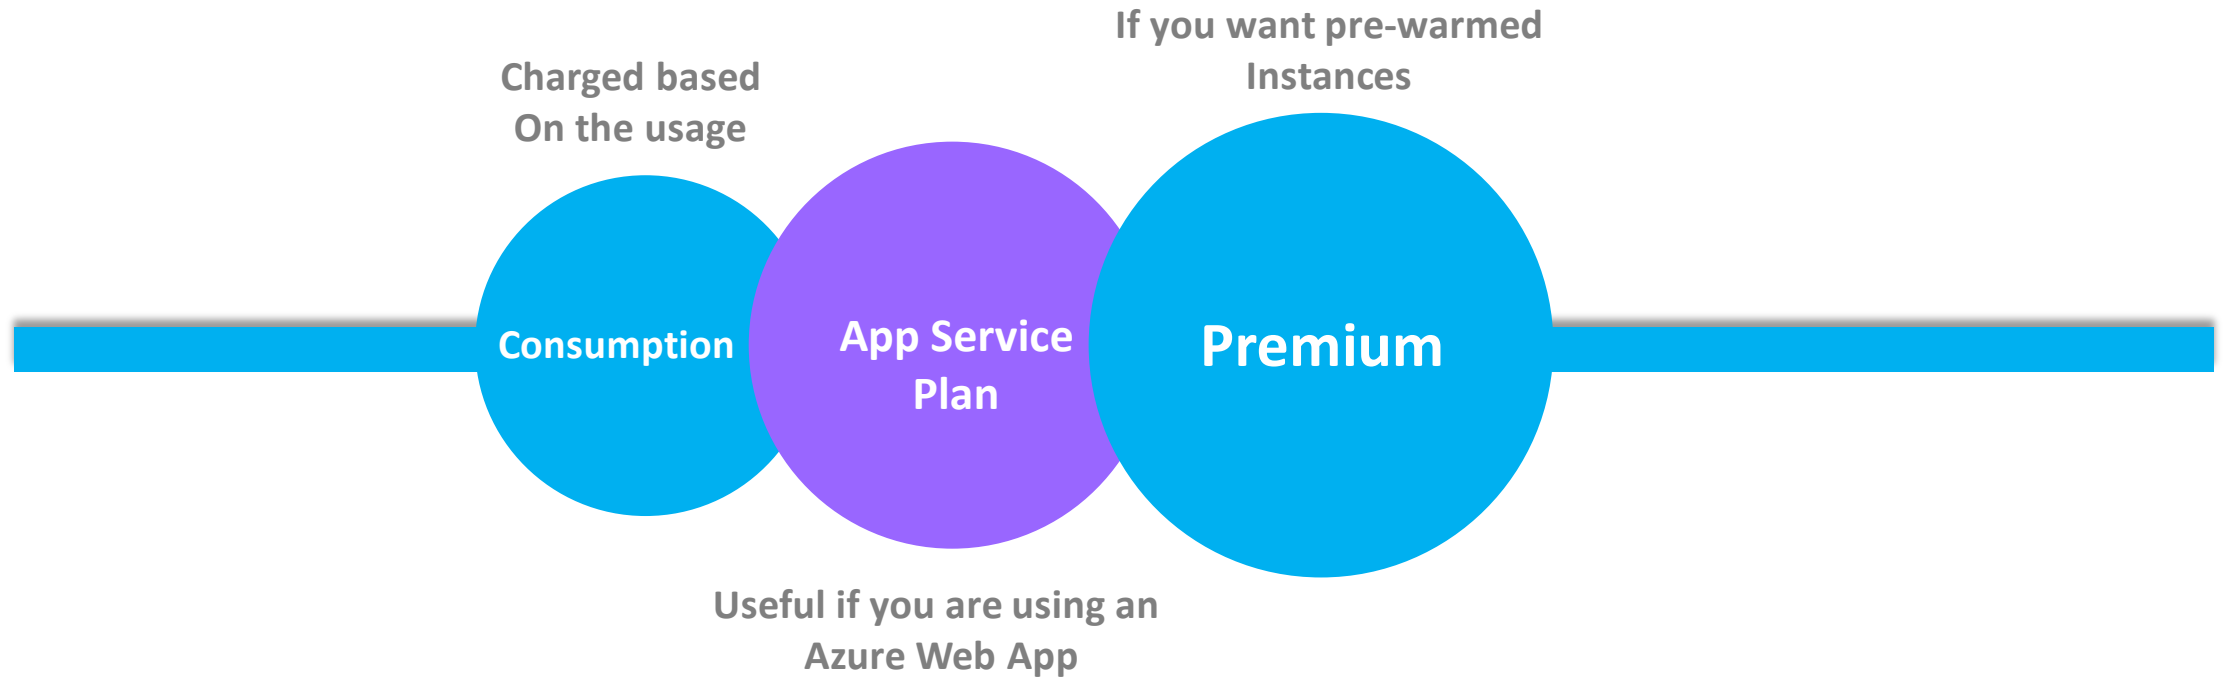 If you want pre-warmed
Instances
Charged based
On the usage
Consumption
App Service
Plan
Premium
Useful if you are using an
Azure Web App